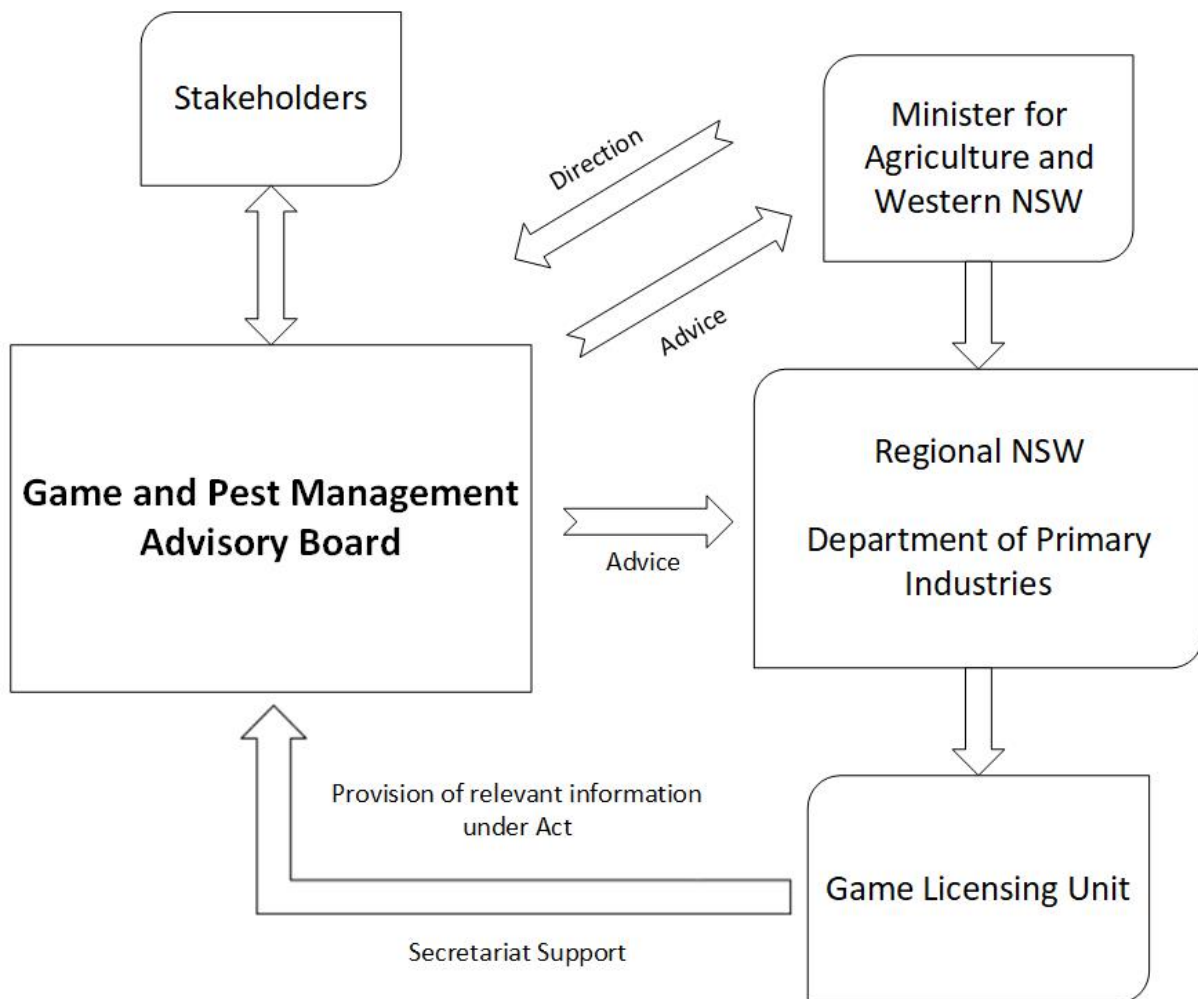 Stakeholders
Minister for
Agriculture and
Western NSW
Direction
Advice
Game and Pest Management
Advisory Board
Advice
Regional NSW
Department of Primary
Industries
Provision of relevant information
under Act
Game Licensing Unit
Secretariat Support